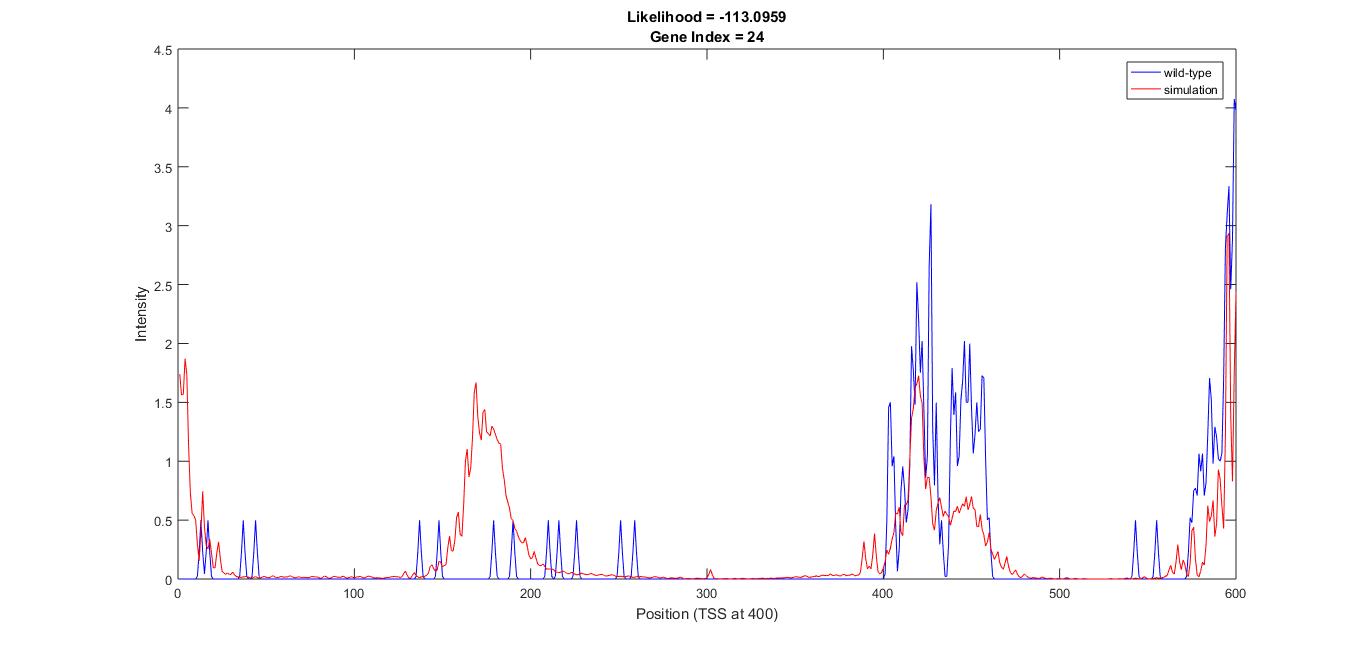 Likelihood = -113.0959
Gene Index = 24
4.5
4
3.5
3
2.5
2
1.5
1
0.5
0
Intensity
wild-type
simulation
0
100
200
300
400
500
600
Position (TSS at 400)